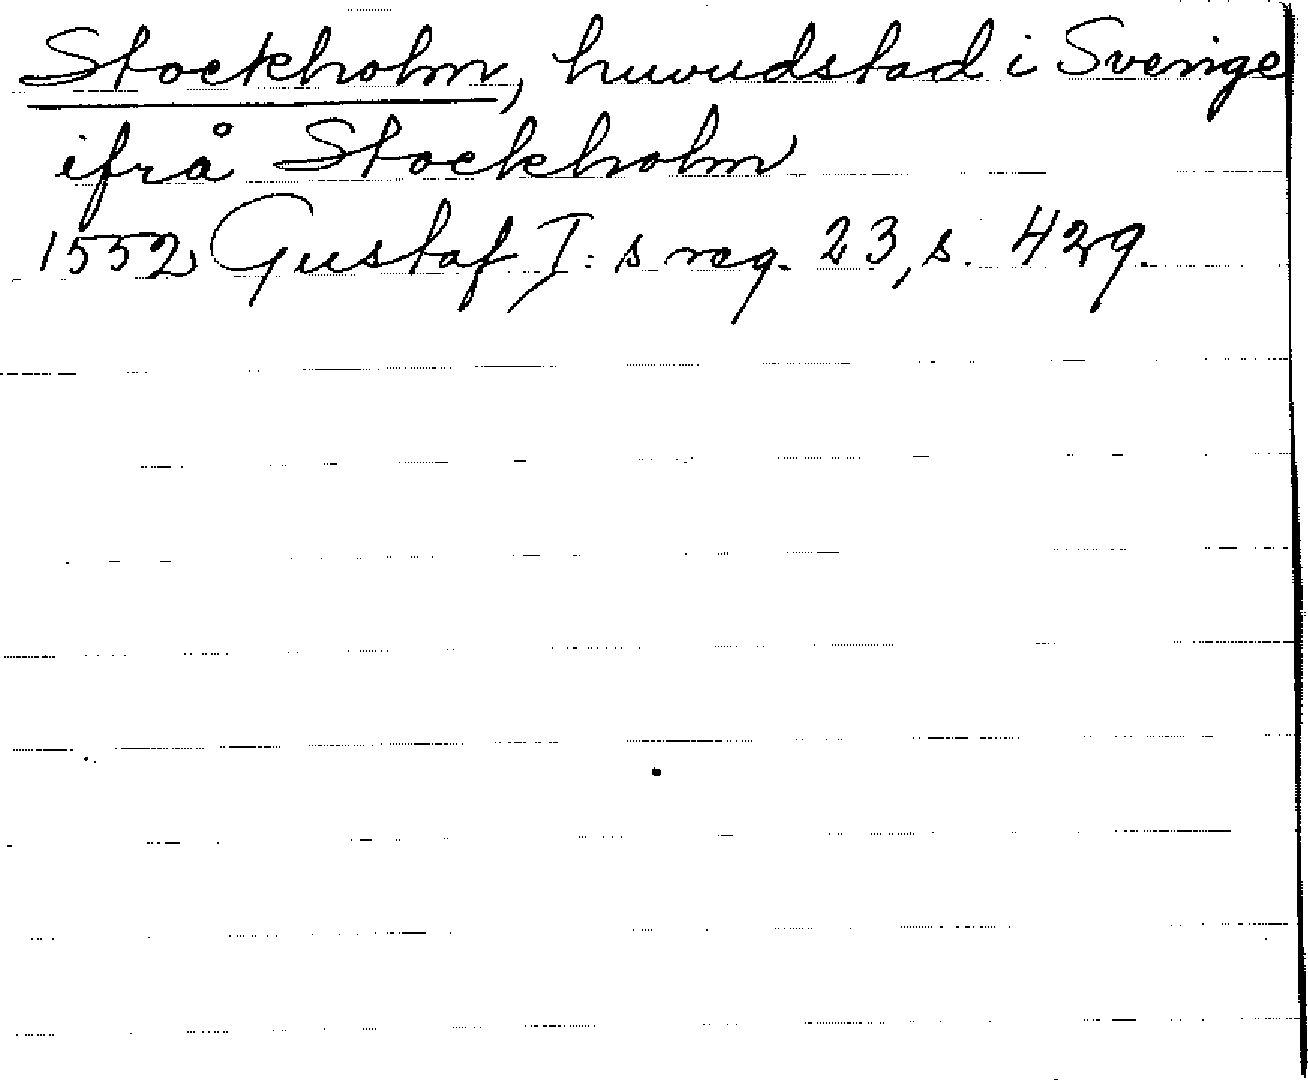 Stockholm, huvudstad i Sverige
ifrå Stockholm
1552 Gustaf I: s reg. 23, s. 429.